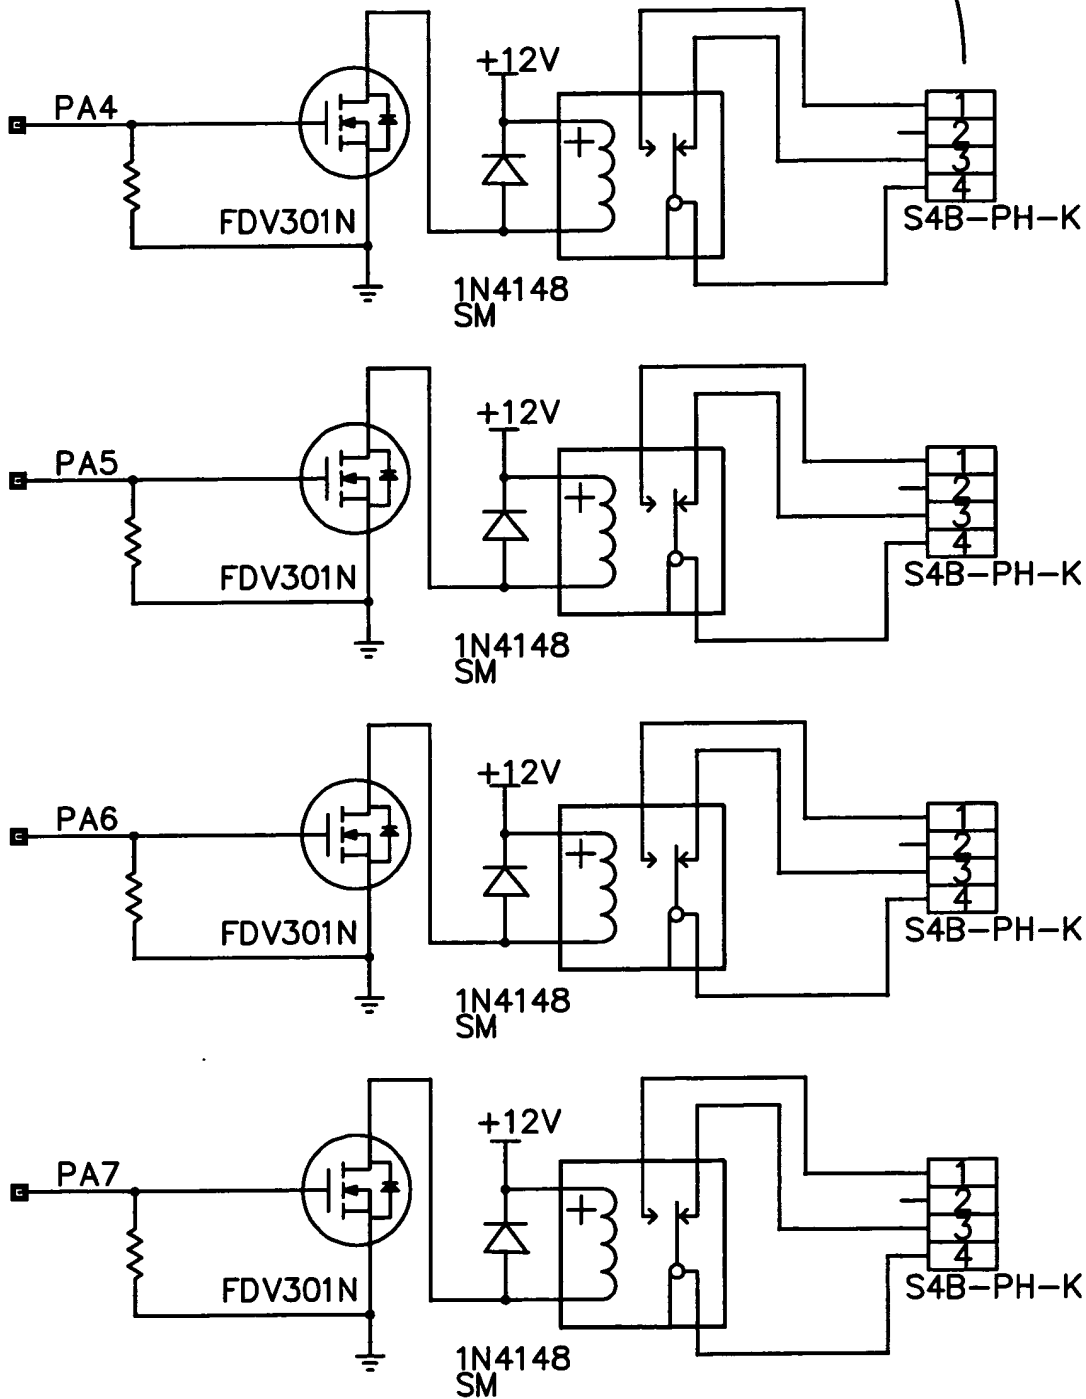 +12V
PA4
1
2
3
4
FDV301N
S4B-PH-K
1N4148
SM
+12V
PA5
1
2
3
4
FDV301N
S4B-PH-K
1N4148
SM
+12V
PA6
1
2
3
4
FDV301N
S4B-PH-K
1N4148
SM
+12V
PA7
1
2
3
4
FDV301N
S4B-PH-K
1N4148
SM